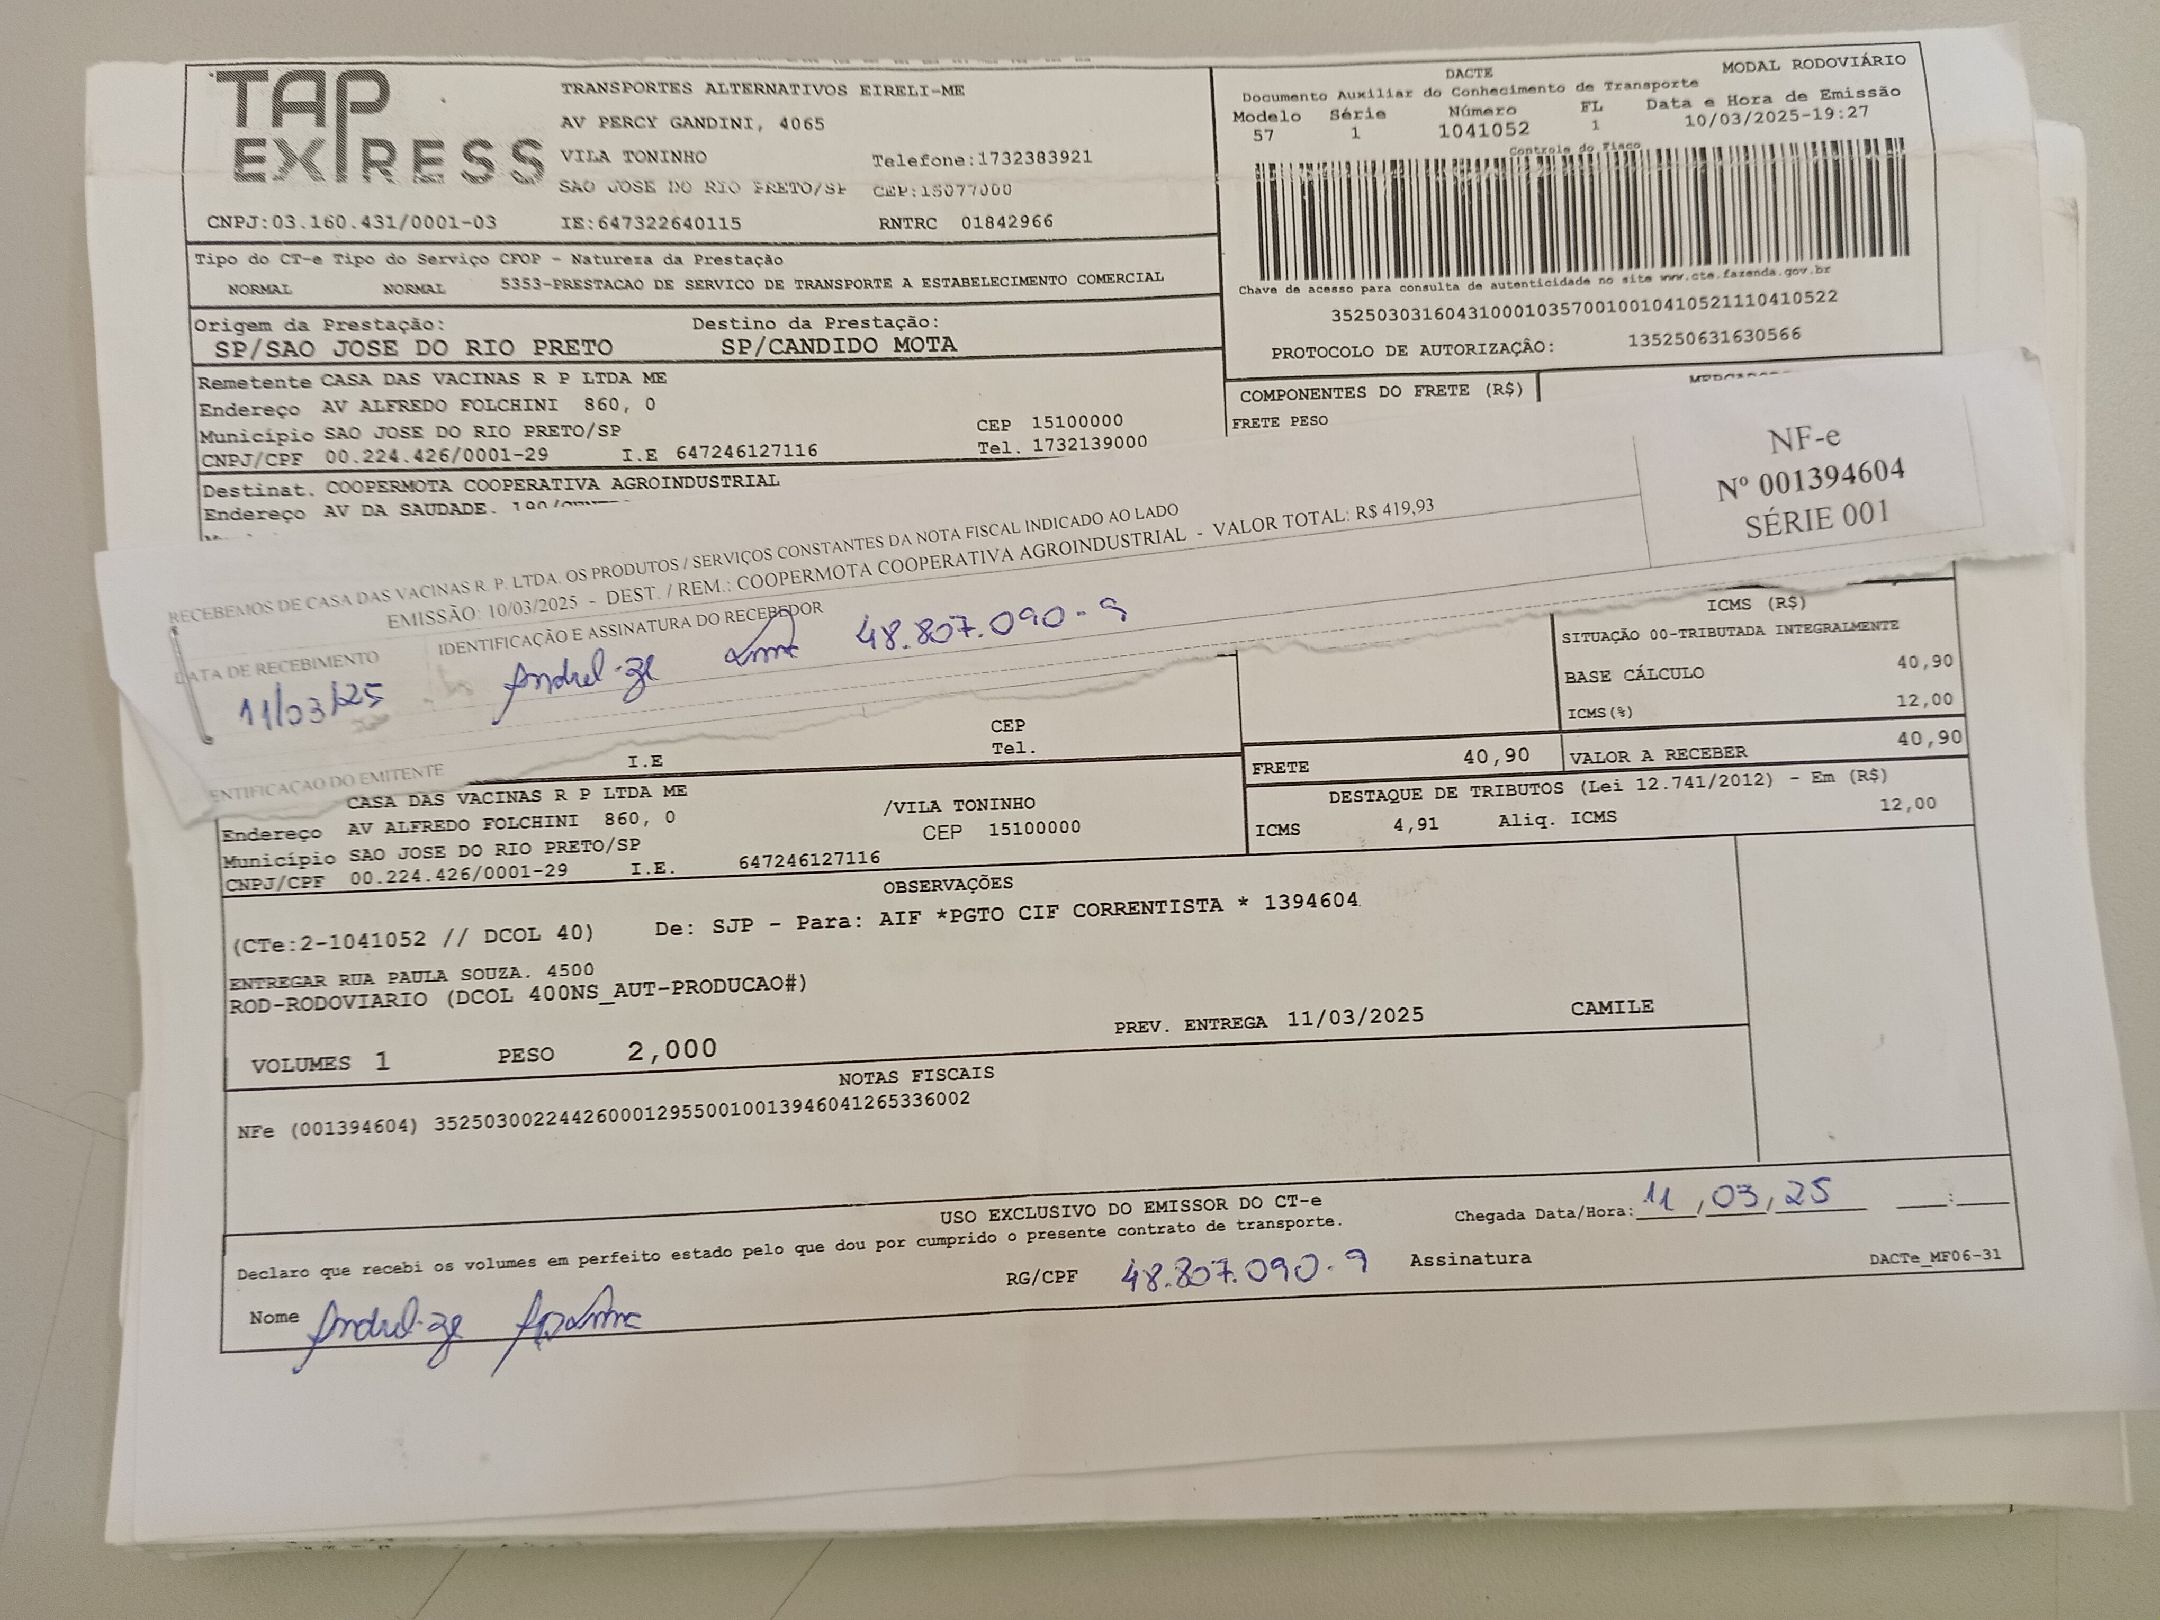 TAP EXPRESS
TRANSPORTES ALTERNATIVOS EIRELI-ME
AV PERCY GANDINI, 4065
VILA TONINHO Telefone:1732383921
SAO JOSE DO RIO PRETO/SP CEP:15077000
CNPJ:03.160.431/0001-03 IE:647322640115 RNTRC 01842966
DACTE MODAL RODOVIÁRIO
Documento Auxiliar do Conhecimento de Transporte
Modelo Série Número FL Data e Hora de Emissão
57 1 1041052 1 10/03/2025-19:27
Controle do Fisco
Chave de acesso para consulta de autenticidade no site www.cte.fazenda.gov.br
35250303160431000103570010010410521110410522
PROTOCOLO DE AUTORIZAÇÂO: 135250631630566
Tipo do CT-e Tipo do Serviço CFOP - Natureza da Prestação
NORMAL NORMAL 5353-PRESTACAO DE SERVICO DE TRANSPORTE A ESTABELECIMENTO COMERCIAL
Origem da Prestação: Destino da Prestação:
SP/SAO JOSE DO RIO PRETO SP/CANDIDO MOTA
Remetente CASA DAS VACINAS R P LTDA ME
Endereço AV ALFREDO FOLCHINI 860, 0
Município SAO JOSE DO RIO PRETO/SP CEP 15100000
CNPJ/CPF 00.224.426/0001-29 I.E 647246127116 Tel. 1732139000
COMPONENTES DO FRETE (R$)
FRETE PESO
Destinat. COOPERMOTA COOPERATIVA AGROINDUSTRIAL
Endereço AV DA SAUDADE.
RECEBEMOS DE CASA DAS VACINAS R. P. LTDA. OS PRODUTOS / SERVIÇOS CONSTANTES DA NOTA FISCAL INDICADO AO LADO
EMISSÃO: 10/03/2025 - DEST. / REM.: COOPERMOTA COOPERATIVA AGROINDUSTRIAL - VALOR TOTAL: R$ 419,93
NF-e
Nº 001394604
SÉRIE 001
DATA DE RECEBIMENTO IDENTIFICAÇÃO E ASSINATURA DO RECEBEDOR
11/03/25 48.807.090-9
ENTIFICAÇAO DO EMITENTE
ICMS (R$)
SITUAÇÃO 00-TRIBUTADA INTEGRALMENTE
BASE CÁLCULO 40,90
ICMS(%) 12,00
CEP
I.E Tel.
FRETE 40,90 VALOR A RECEBER 40,90
DESTAQUE DE TRIBUTOS (Lei 12.741/2012) - Em (R$)
ICMS 4,91 Aliq. ICMS 12,00
CASA DAS VACINAS R P LTDA ME
Endereço AV ALFREDO FOLCHINI 860, 0 /VILA TONINHO
Município SAO JOSE DO RIO PRETO/SP CEP 15100000
CNPJ/CPF 00.224.426/0001-29 I.E. 647246127116
OBSERVAÇÕES
(CTe:2-1041052 // DCOL 40) De: SJP - Para: AIF *PGTO CIF CORRENTISTA * 1394604
ENTREGAR RUA PAULA SOUZA. 4500
ROD-RODOVIARIO (DCOL 400NS_AUT-PRODUCAO#)
VOLUMES 1 PESO 2,000 PREV. ENTREGA 11/03/2025 CAMILE
NOTAS FISCAIS
NFe (001394604) 35250300224426000129550010013946041265336002
USO EXCLUSIVO DO EMISSOR DO CT-e
Declaro que recebi os volumes em perfeito estado pelo que dou por cumprido o presente contrato de transporte.
Chegada Data/Hora: 11,03,25 :
Nome RG/CPF 48.807.090-9 Assinatura
DACTe_MF06-31